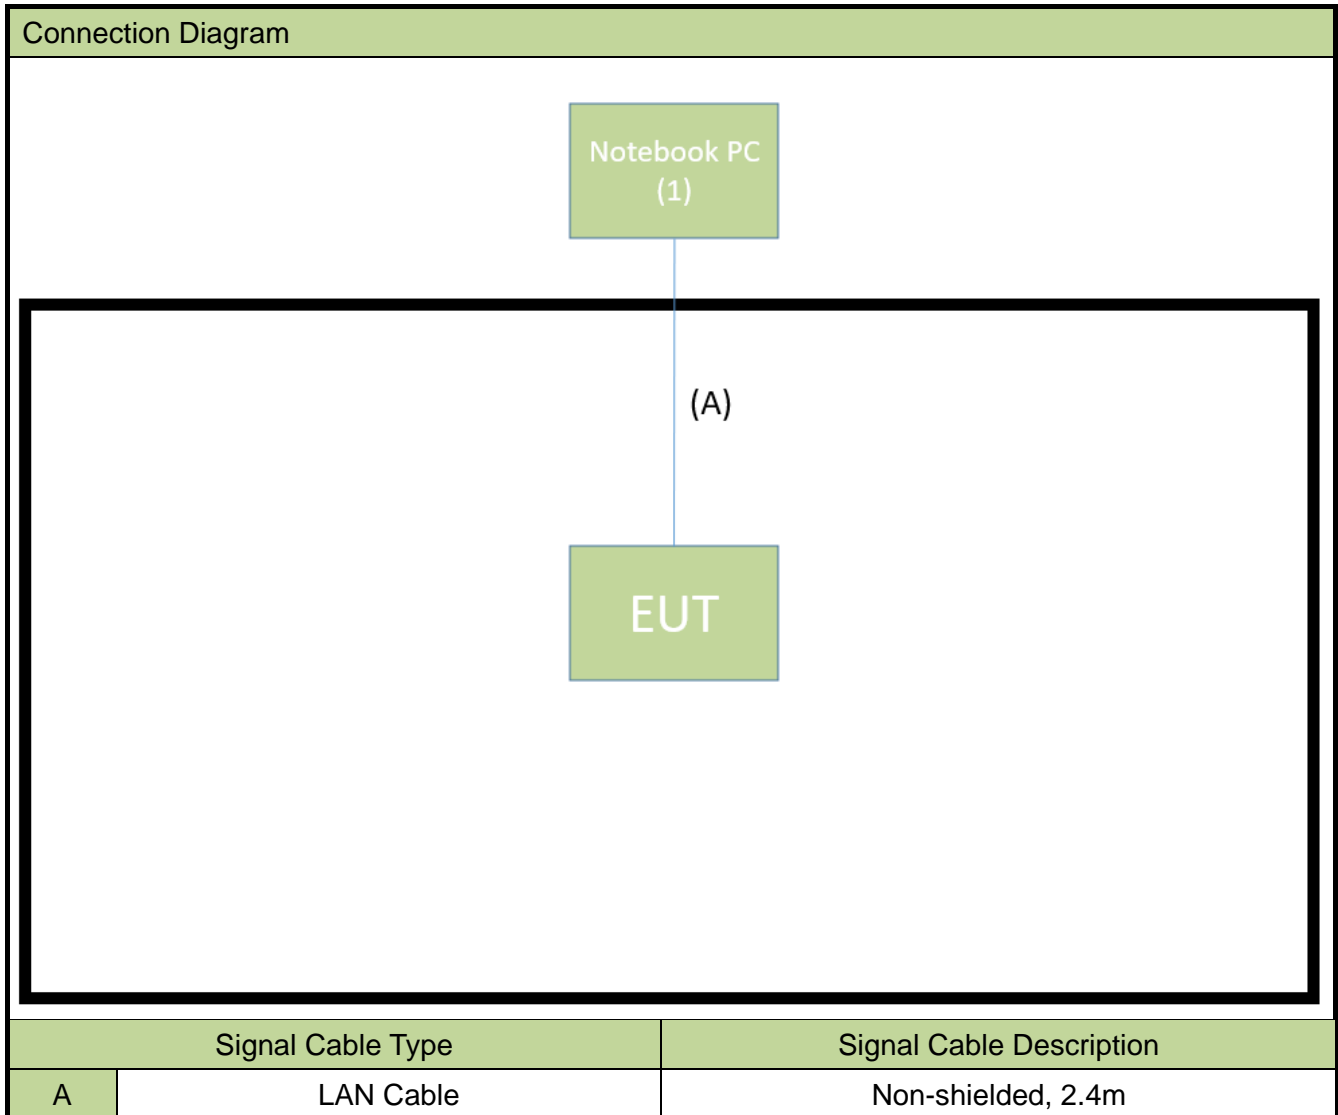 Connection Diagram
Notebook PC
(1)
(A)
EUT
Signal Cable Type Signal Cable Description
A LAN Cable Non-shielded, 2.4m